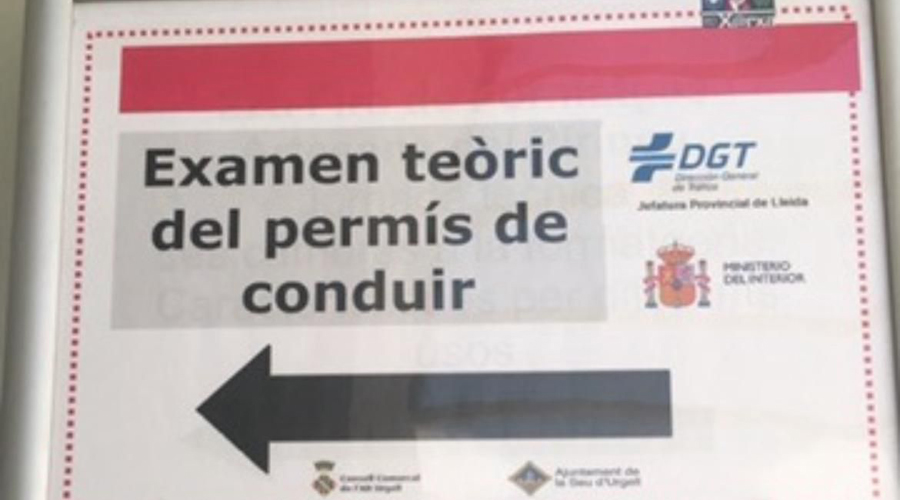 Examen teòric
del permís de
conduir
DGT
Dirección General
de Tráfico
Jefatura Provincial de Lleida
MINISTERIO
DEL INTERIOR
Consell Comarcal
de l'Alt Urgell
Ajuntament de
la Seu d'Urgell